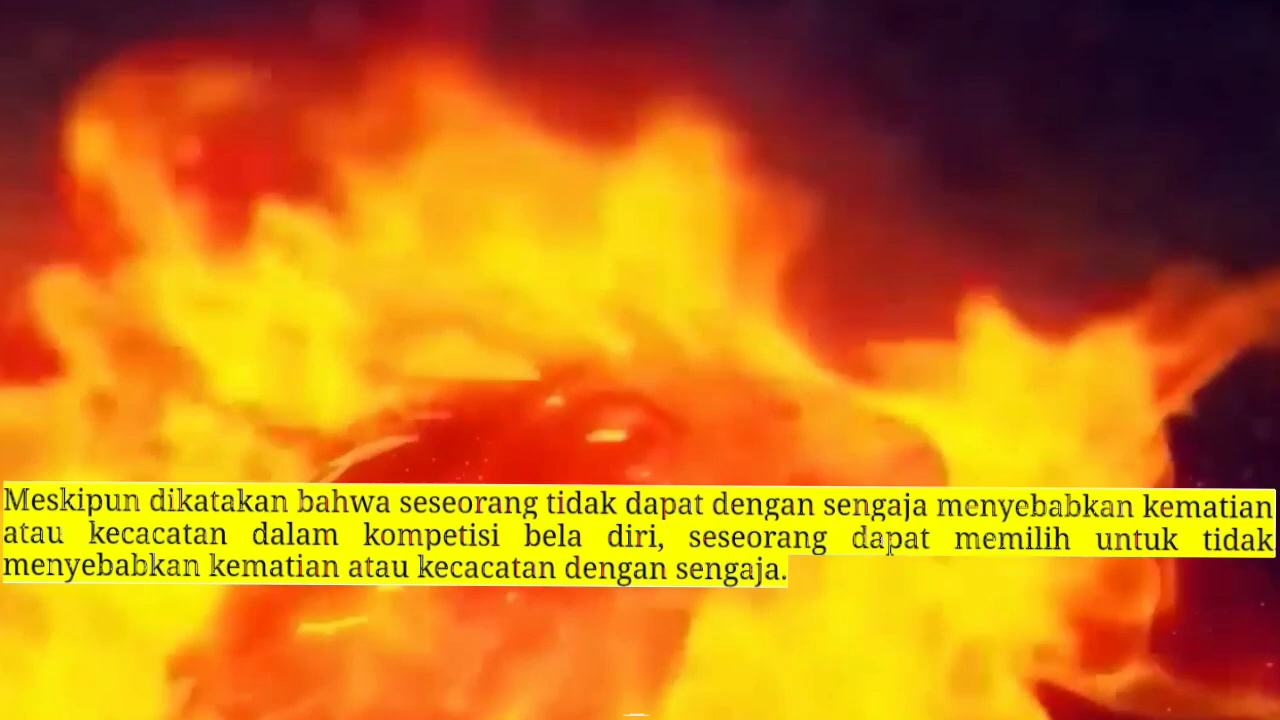 Meskipun dikatakan bahwa seseorang tidak dapat dengan sengaja menyebabkan kematian
atau kecacatan dalam kompetisi bela diri, seseorang dapat memilih untuk tidak
menyebabkan kematian atau kecacatan dengan sengaja.